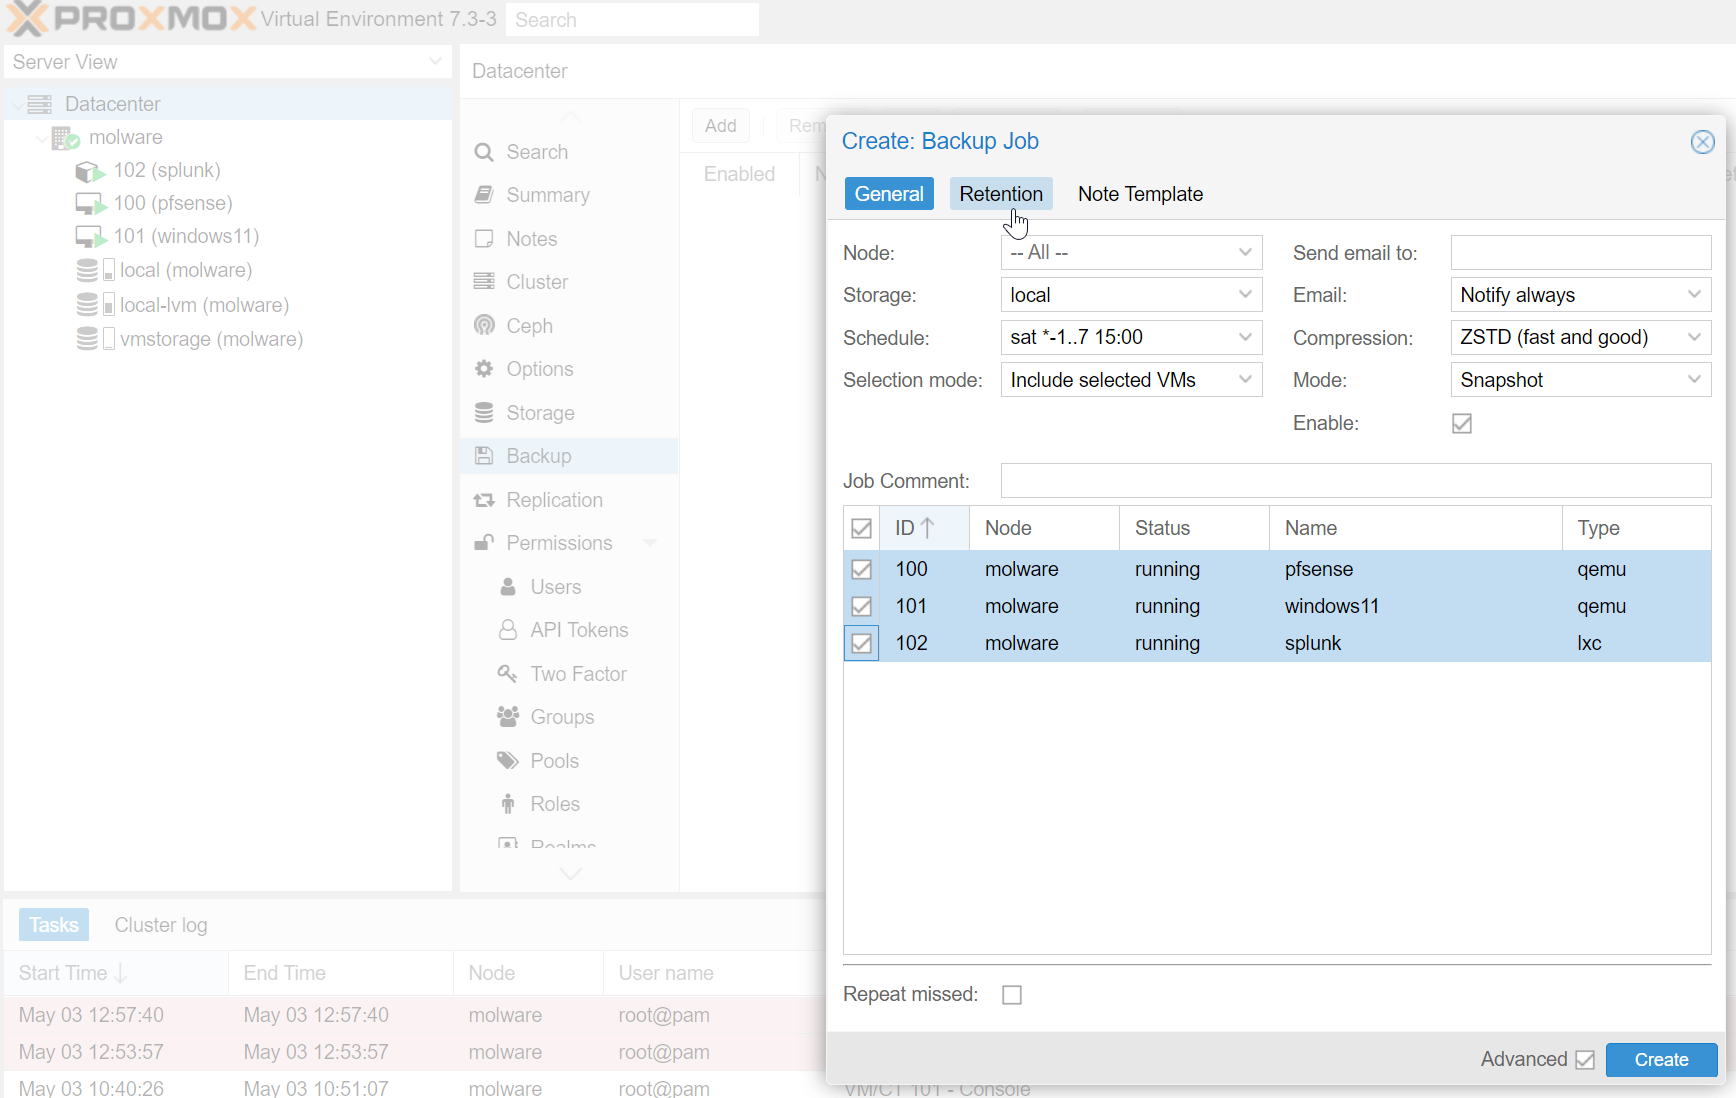 PROXMOX Virtual Environment 7.3-3 Search
Server View
Datacenter
molware
102 (splunk)
100 (pfsense)
101 (windows11)
local (molware)
local-lvm (molware)
vmstorage (molware)
Datacenter
Search
Summary
Notes
Cluster
Ceph
Options
Storage
Backup
Replication
Permissions
Users
API Tokens
Two Factor
Groups
Pools
Roles
Realms
Add Rem
Enabled N
Create: Backup Job
General Retention Note Template
Node: -- All -- Send email to:
Storage: local Email: Notify always
Schedule: sat *-1..7 15:00 Compression: ZSTD (fast and good)
Selection mode: Include selected VMs Mode: Snapshot
Enable:
Job Comment:
ID Node Status Name Type
100 molware running pfsense qemu
101 molware running windows11 qemu
102 molware running splunk lxc
Repeat missed:
Advanced Create
Tasks Cluster log
Start Time End Time Node User name
May 03 12:57:40 May 03 12:57:40 molware root@pam
May 03 12:53:57 May 03 12:53:57 molware root@pam
May 03 10:40:26 May 03 10:51:07 molware root@pam VM/CT 101 - Console